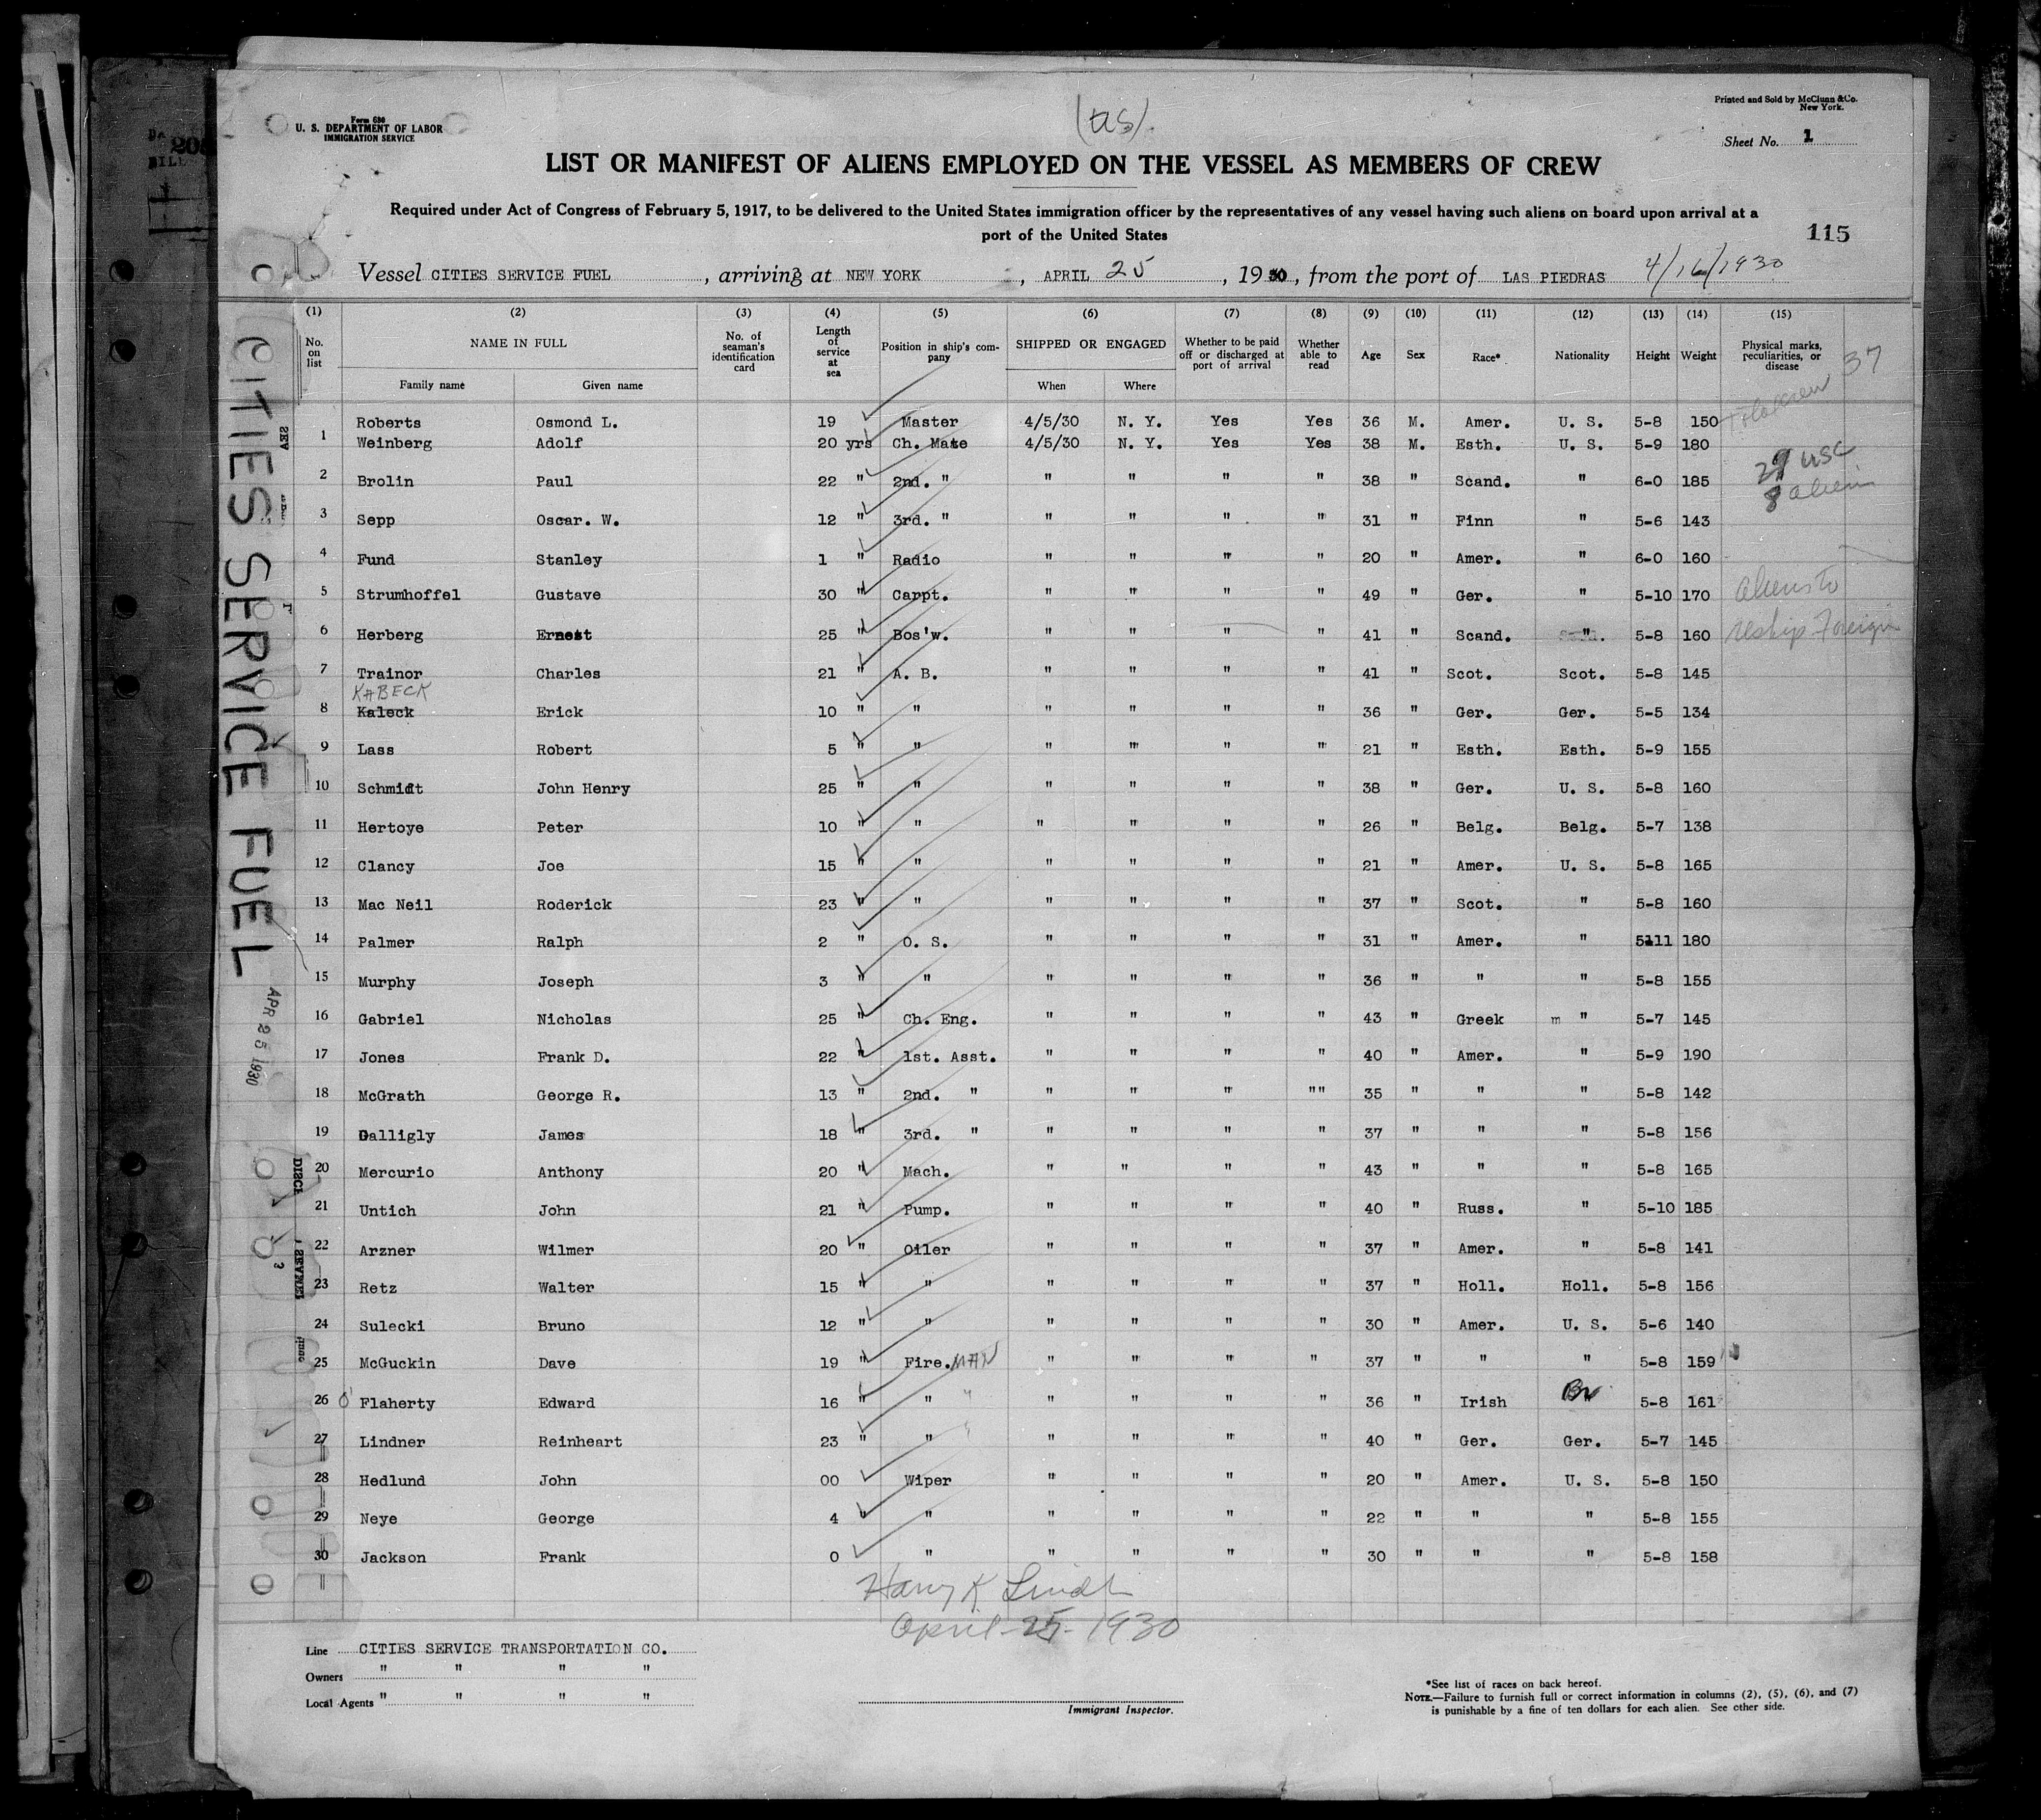 Form 680
U. S. DEPARTMENT OF LABOR
IMMIGRATION SERVICE
(US)
Printed and Sold by McClunn & Co.
New York.
Sheet No. 1
LIST OR MANIFEST OF ALIENS EMPLOYED ON THE VESSEL AS MEMBERS OF CREW
Required under Act of Congress of February 5, 1917, to be delivered to the United States immigration officer by the representatives of any vessel having such aliens on board upon arrival at a
port of the United States
115
Vessel CITIES SERVICE FUEL, arriving at NEW YORK, APRIL 25, 1930, from the port of LAS PIEDRAS 4/16/1930
(1) (2) (3) (4) (5) (6) (7) (8) (9) (10) (11) (12) (13) (14) (15)
No. on list NAME IN FULL Family name Given name No. of seaman's identification card Length of service at sea Position in ship's company SHIPPED OR ENGAGED When Where Whether to be paid off or discharged at port of arrival Whether able to read Age Sex Race* Nationality Height Weight Physical marks, peculiarities, or disease
37
Roberts Osmond L. 19 Master 4/5/30 N. Y. Yes Yes 36 M. Amer. U. S. 5-8 150
1 Weinberg Adolf 20 yrs Ch. Mate 4/5/30 N. Y. Yes Yes 38 M. Esth. U. S. 5-9 180
29 USC
8 alien
2 Brolin Paul 22 " 2nd. " " " " " 38 " Scand. " 6-0 185
3 Sepp Oscar. W. 12 " 3rd. " " " " " 31 " Finn " 5-6 143
4 Fund Stanley 1 " Radio " " " " 20 " Amer. " 6-0 160
5 Strumhoffel Gustave 30 " Carpt. " " " " 49 " Ger. " 5-10 170
aliens to
reship Foreign
6 Herberg Ernest 25 " Bos'w. " " " " 41 " Scand. " 5-8 160
7 Trainor Charles 21 " A. B. " " " " 41 " Scot. Scot. 5-8 145
KABECK
8 Kaleck Erick 10 " " " " " " 36 " Ger. Ger. 5-5 134
9 Lass Robert 5 " " " " " " 21 " Esth. Esth. 5-9 155
10 Schmidt John Henry 25 " " " " " " 38 " Ger. U. S. 5-8 160
11 Hertoye Peter 10 " " " " " " 26 " Belg. Belg. 5-7 138
12 Clancy Joe 15 " " " " " " 21 " Amer. U. S. 5-8 165
13 Mac Neil Roderick 23 " " " " " " 37 " Scot. " 5-8 160
14 Palmer Ralph 2 " O. S. " " " " 31 " Amer. " 5-11 180
15 Murphy Joseph 3 " " " " " " 36 " " " 5-8 155
16 Gabriel Nicholas 25 " Ch. Eng. " " " " 43 " Greek m " 5-7 145
17 Jones Frank D. 22 " 1st. Asst. " " " " 40 " Amer. " 5-9 190
18 McGrath George R. 13 " 2nd. " " " " "" 35 " " " 5-8 142
19 Galligly James 18 " 3rd. " " " " " 37 " " " 5-8 156
20 Mercurio Anthony 20 " Mach. " " " " 43 " " " 5-8 165
21 Untich John 21 " Pump. " " " " 40 " Russ. " 5-10 185
22 Arzner Wilmer 20 " Oiler " " " " 37 " Amer. " 5-8 141
23 Retz Walter 15 " " " " " " 37 " Holl. Holl. 5-8 156
24 Sulecki Bruno 12 " " " " " " 30 " Amer. U. S. 5-6 140
25 McGuckin Dave 19 " Fire.MAN " " " " 37 " " " 5-8 159
26 O' Flaherty Edward 16 " " " " " " " 36 " Irish Br 5-8 161
27 Lindner Reinheart 23 " " " " " " " 40 " Ger. Ger. 5-7 145
28 Hedlund John 00 Wiper " " " " 20 " Amer. U. S. 5-8 150
29 Neye George 4 " " " " " " 22 " " " 5-8 155
30 Jackson Frank 0 " " " " " 30 " " " 5-8 158
Harry K
April-25-1930
Line CITIES SERVICE TRANSPORTATION CO.
Owners " " " "
Local Agents " " " "
Immigrant Inspector.
*See list of races on back hereof.
NOTE.—Failure to furnish full or correct information in columns (2), (5), (6), and (7)
is punishable by a fine of ten dollars for each alien. See other side.
CITIES SERVICE FUEL
APR 25 1930